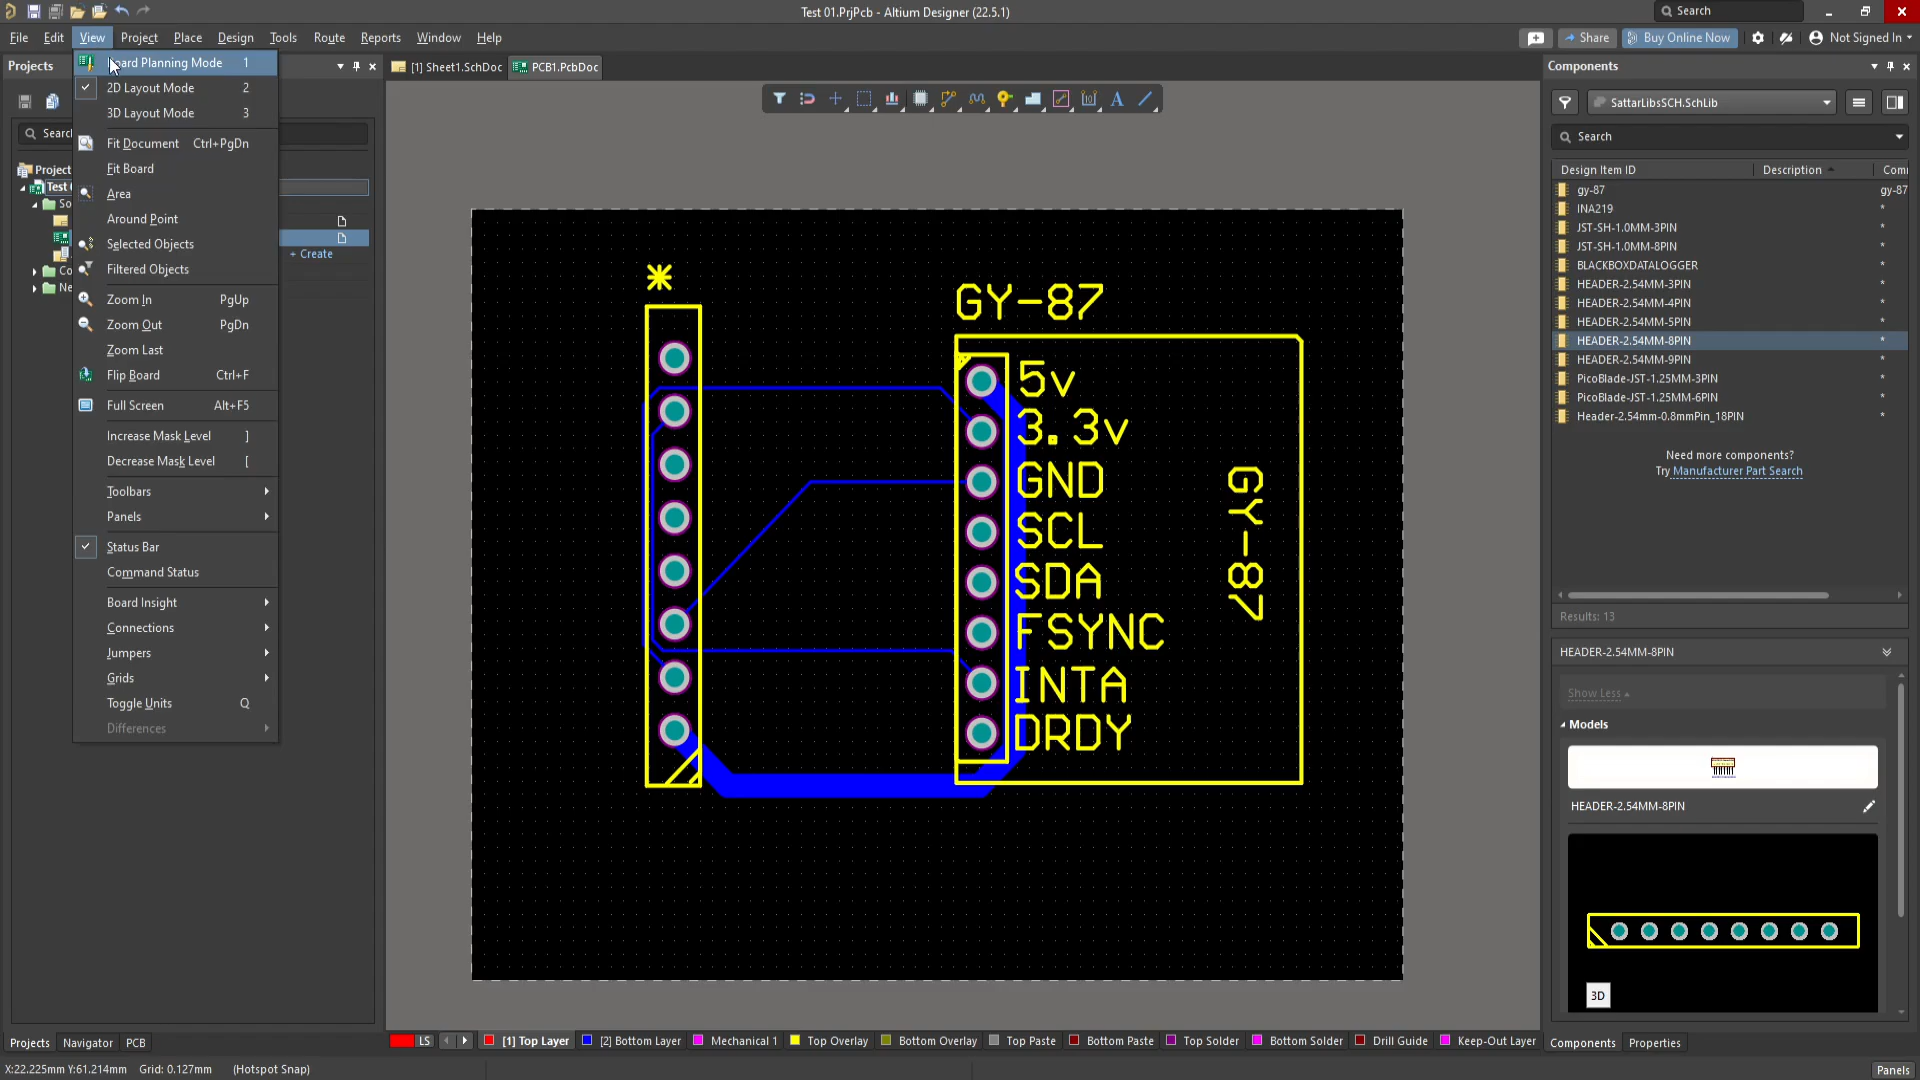 Test 01.PrjPcb - Altium Designer (22.5.1)
Search
File Edit View Project Place Design Tools Route Reports Window Help
Share
Buy Online Now
Not Signed In
Projects
Board Planning Mode 1
2D Layout Mode 2
3D Layout Mode 3
Fit Document Ctrl+PgDn
Fit Board
Area
Around Point
Selected Objects
Filtered Objects
Zoom In PgUp
Zoom Out PgDn
Zoom Last
Flip Board Ctrl+F
Full Screen Alt+F5
Increase Mask Level ]
Decrease Mask Level [
Toolbars
Panels
Status Bar
Command Status
Board Insight
Connections
Jumpers
Grids
Toggle Units Q
Differences
Searc
Project
Test 0
So
+ Create
Co
Ne
[1] Sheet1.SchDoc
PCB1.PcbDoc
*
GY-87
5v
3.3v
GND
SCL
SDA
FSYNC
INTA
DRDY
GY-87
Components
SattarLibsSCH.SchLib
Search
Design Item ID Description Com
gy-87 gy-87
INA219 *
JST-SH-1.0MM-3PIN *
JST-SH-1.0MM-8PIN *
BLACKBOXDATALOGGER *
HEADER-2.54MM-3PIN *
HEADER-2.54MM-4PIN *
HEADER-2.54MM-5PIN *
HEADER-2.54MM-8PIN *
HEADER-2.54MM-9PIN *
PicoBlade-JST-1.25MM-3PIN *
PicoBlade-JST-1.25MM-6PIN *
Header-2.54mm-0.8mmPin_18PIN *
Need more components?
Try Manufacturer Part Search
Results: 13
HEADER-2.54MM-8PIN
Show Less
Models
HEADER-2.54MM-8PIN
3D
Projects Navigator PCB
LS
[1] Top Layer
[2] Bottom Layer
Mechanical 1
Top Overlay
Bottom Overlay
Top Paste
Bottom Paste
Top Solder
Bottom Solder
Drill Guide
Keep-Out Layer
Components Properties
X:22.225mm Y:61.214mm Grid: 0.127mm (Hotspot Snap)
Panels